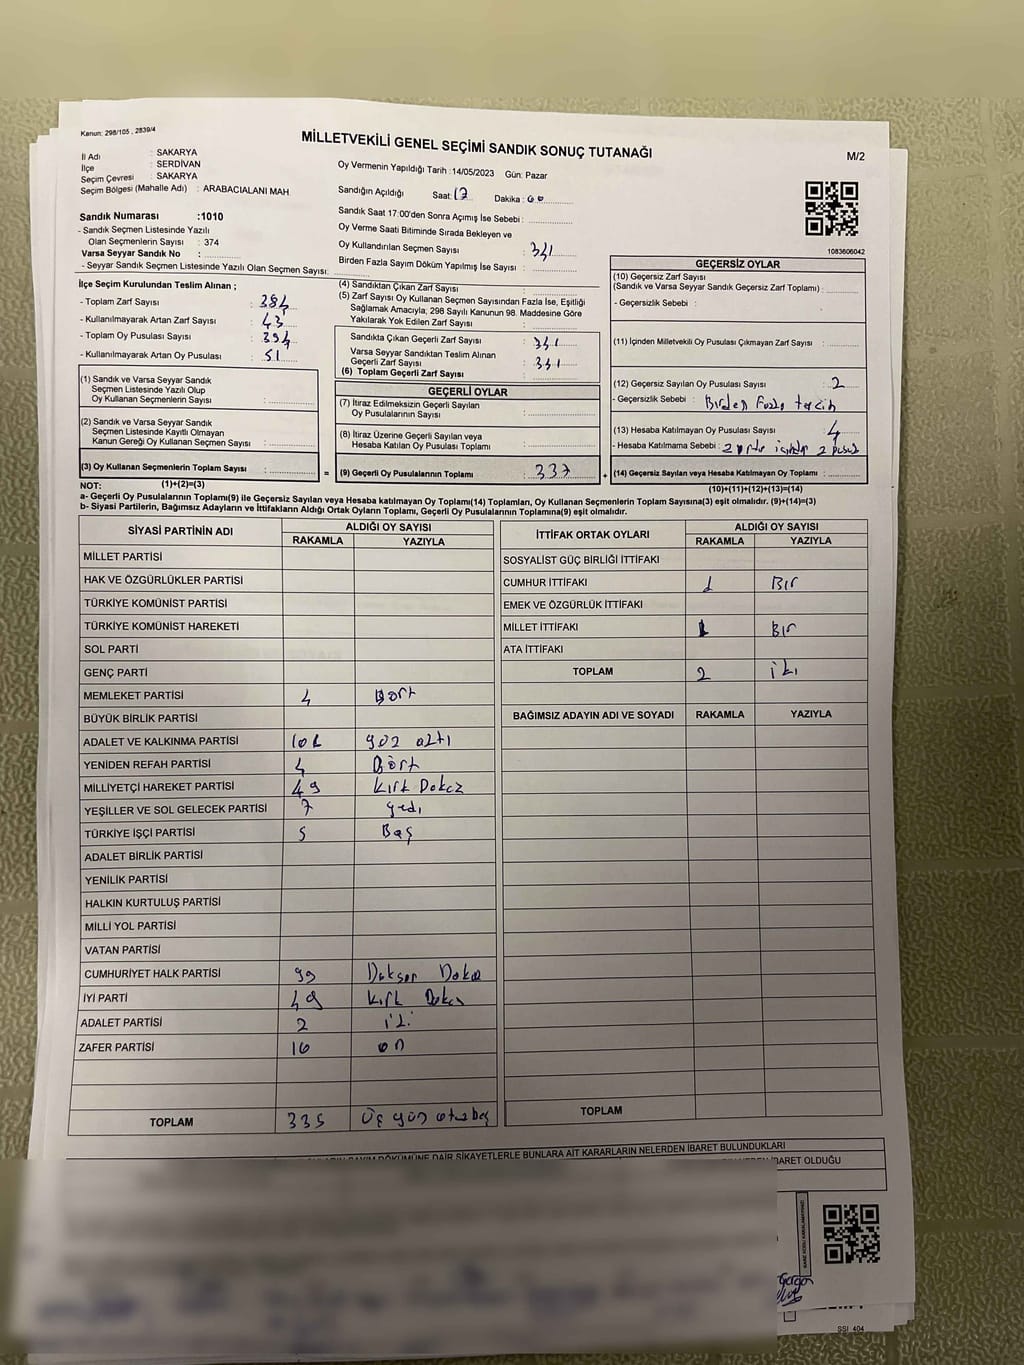 Kanun: 298/105 , 2839/4
MİLLETVEKİLİ GENEL SEÇİMİ SANDIK SONUÇ TUTANAĞI
M/2
İl Adı : SAKARYA
İlçe : SERDİVAN
Seçim Çevresi : SAKARYA
Seçim Bölgesi (Mahalle Adı) : ARABACIALANI MAH.
Sandık Numarası :1010
- Sandık Seçmen Listesinde Yazılı
Olan Seçmenlerin Sayısı : 374
Varsa Seyyar Sandık No :
- Seyyar Sandık Seçmen Listesinde Yazılı Olan Seçmen Sayısı:
Oy Vermenin Yapıldığı Tarih :14/05/2023 Gün: Pazar
Sandığın Açıldığı Saat: 17 Dakika: 00
Sandık Saat 17:00'den Sonra Açılmış İse Sebebi :
Oy Verme Saati Bitiminde Sırada Bekleyen ve
Oy Kullandırılan Seçmen Sayısı : 341
Birden Fazla Sayım Döküm Yapılmış İse Sayısı :
1083606042
İlçe Seçim Kurulundan Teslim Alınan ;
- Toplam Zarf Sayısı : 384
- Kullanılmayarak Artan Zarf Sayısı : 43
- Toplam Oy Pusulası Sayısı : 394
- Kullanılmayarak Artan Oy Pusulası : 51
(1) Sandık ve Varsa Seyyar Sandık
Seçmen Listesinde Yazılı Olup
Oy Kullanan Seçmenlerin Sayısı :
(2) Sandık ve Varsa Seyyar Sandık
Seçmen Listesinde Kayıtlı Olmayan
Kanun Gereği Oy Kullanan Seçmen Sayısı :
(3) Oy Kullanan Seçmenlerin Toplam Sayısı :
(1)+(2)=(3)
(4) Sandıktan Çıkan Zarf Sayısı :
(5) Zarf Sayısı Oy Kullanan Seçmen Sayısından Fazla İse, Eşitliği
Sağlamak Amacıyla, 298 Sayılı Kanunun 98. Maddesine Göre
Yakılarak Yok Edilen Zarf Sayısı :
Sandıkta Çıkan Geçerli Zarf Sayısı : 341
Varsa Seyyar Sandıktan Teslim Alınan
Geçerli Zarf Sayısı : 341
(6) Toplam Geçerli Zarf Sayısı :
GEÇERLİ OYLAR
(7) İtiraz Edilmeksizin Geçerli Sayılan
Oy Pusulalarının Sayısı :
(8) İtiraz Üzerine Geçerli Sayılan veya
Hesaba Katılan Oy Pusulası Toplamı :
= (9) Geçerli Oy Pusulalarının Toplamı : 337 +
GEÇERSİZ OYLAR
(10) Geçersiz Zarf Sayısı
(Sandık ve Varsa Seyyar Sandık Geçersiz Zarf Toplamı) :
- Geçersizlik Sebebi :
(11) İçinden Milletvekili Oy Pusulası Çıkmayan Zarf Sayısı :
(12) Geçersiz Sayılan Oy Pusulası Sayısı : 2
- Geçersizlik Sebebi : Birden Fazla tercih
(13) Hesaba Katılmayan Oy Pusulası Sayısı : 4
- Hesaba Katılmama Sebebi : 2 2
(14) Geçersiz Sayılan veya Hesaba Katılmayan Oy Toplamı :
(10)+(11)+(12)+(13)=(14)
NOT:
a- Geçerli Oy Pusulalarının Toplamı(9) ile Geçersiz Sayılan veya Hesaba katılmayan Oy Toplamı(14) Toplamları, Oy Kullanan Seçmenlerin Toplam Sayısına(3) eşit olmalıdır. (9)+(14)=(3)
b- Siyasi Partilerin, Bağımsız Adayların ve İttifakların Aldığı Ortak Oyların Toplamı, Geçerli Oy Pusulalarının Toplamına(9) eşit olmalıdır.
SİYASİ PARTİNİN ADI ALDIĞI OY SAYISI
RAKAMLA YAZIYLA
MİLLET PARTİSİ
HAK VE ÖZGÜRLÜKLER PARTİSİ
TÜRKİYE KOMÜNİST PARTİSİ
TÜRKİYE KOMÜNİST HAREKETİ
SOL PARTİ
GENÇ PARTİ
MEMLEKET PARTİSİ 4 Dört
BÜYÜK BİRLİK PARTİSİ
ADALET VE KALKINMA PARTİSİ yüz altı
YENİDEN REFAH PARTİSİ 4 Dört
MİLLİYETÇİ HAREKET PARTİSİ 49 Kırk Dokuz
YEŞİLLER VE SOL GELECEK PARTİSİ 7 yedi
TÜRKİYE İŞÇİ PARTİSİ 5 Beş
ADALET BİRLİK PARTİSİ
YENİLİK PARTİSİ
HALKIN KURTULUŞ PARTİSİ
MİLLİ YOL PARTİSİ
VATAN PARTİSİ
CUMHURİYET HALK PARTİSİ 99 Doksan Dokuz
İYİ PARTİ 49 Kırk Dokuz
ADALET PARTİSİ 2 iki
ZAFER PARTİSİ 10 on
TOPLAM 335 Üç yüz otuz beş
İTTİFAK ORTAK OYLARI ALDIĞI OY SAYISI
RAKAMLA YAZIYLA
SOSYALİST GÜÇ BİRLİĞİ İTTİFAKI
CUMHUR İTTİFAKI 1 Bir
EMEK VE ÖZGÜRLÜK İTTİFAKI
MİLLET İTTİFAKI 1 Bir
ATA İTTİFAKI
TOPLAM 2 iki
BAĞIMSIZ ADAYIN ADI VE SOYADI RAKAMLA YAZIYLA
TOPLAM
SAYIM DÖKÜMÜNE DAİR ŞİKAYETLERLE BUNLARA AİT KARARLARIN NELERDEN İBARET BULUNDUKLARI
İBARET OLDUĞU
SSI 404